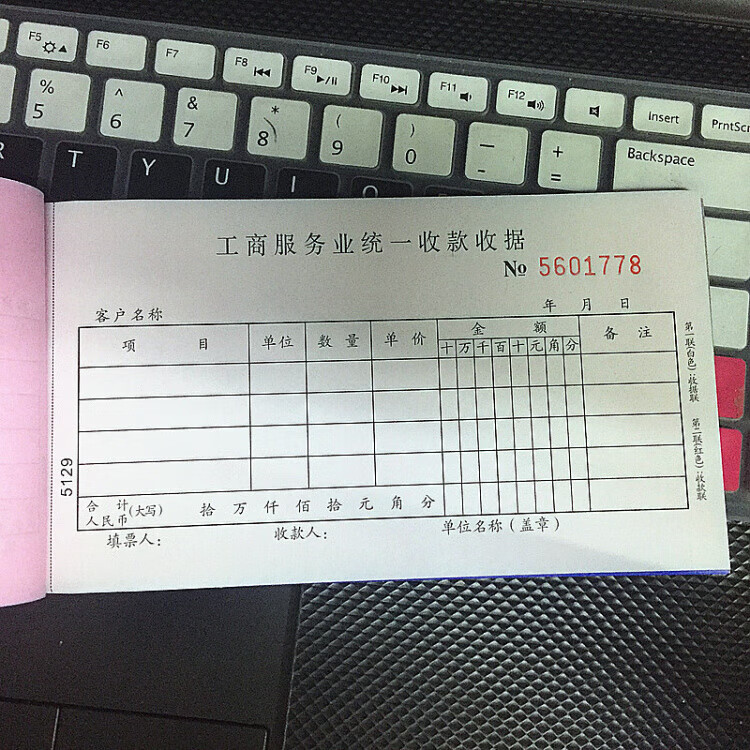 F5 F6 F7 F8 F9 F10 F11 F12 Insert PrntScr
% 5 ^ 6 & 7 * 8 ( 9 ) 0 — - + = Backspace
R T Y U I O
工商服务业统一收款收据
№ 5601778
客户名称 年 月 日
项 目 单位 数量 单价 金 额 备注
十 万 千 百 十 元 角 分
合 计
人民币(大写) 拾 万 仟 佰 拾 元 角 分
填票人: 收款人: 单位名称(盖章)
5129
第一联(白色):收据联 第二联(红色):收款联